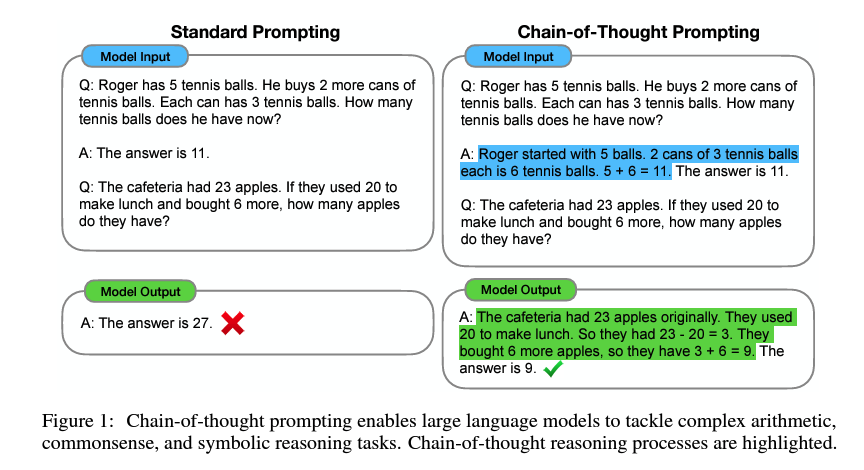 Standard Prompting
Model Input
Q: Roger has 5 tennis balls. He buys 2 more cans of
tennis balls. Each can has 3 tennis balls. How many
tennis balls does he have now?
A: The answer is 11.
Q: The cafeteria had 23 apples. If they used 20 to
make lunch and bought 6 more, how many apples
do they have?
Model Output
A: The answer is 27.
Chain-of-Thought Prompting
Model Input
Q: Roger has 5 tennis balls. He buys 2 more cans of
tennis balls. Each can has 3 tennis balls. How many
tennis balls does he have now?
A: Roger started with 5 balls. 2 cans of 3 tennis balls
each is 6 tennis balls. 5 + 6 = 11. The answer is 11.
Q: The cafeteria had 23 apples. If they used 20 to
make lunch and bought 6 more, how many apples
do they have?
Model Output
A: The cafeteria had 23 apples originally. They used
20 to make lunch. So they had 23 - 20 = 3. They
bought 6 more apples, so they have 3 + 6 = 9. The
answer is 9.
Figure 1: Chain-of-thought prompting enables large language models to tackle complex arithmetic,
commonsense, and symbolic reasoning tasks. Chain-of-thought reasoning processes are highlighted.